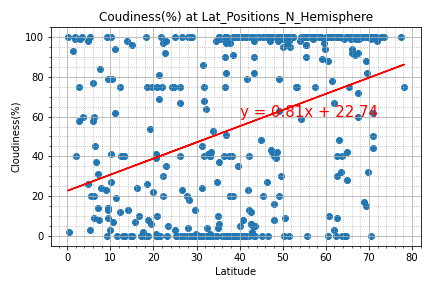 Coudiness(%) at Lat_Positions_N_Hemisphere
100
80
60
40
20
0
Cloudiness(%)
y = 0.81x + 22.74
0 10 20 30 40 50 60 70 80
Latitude